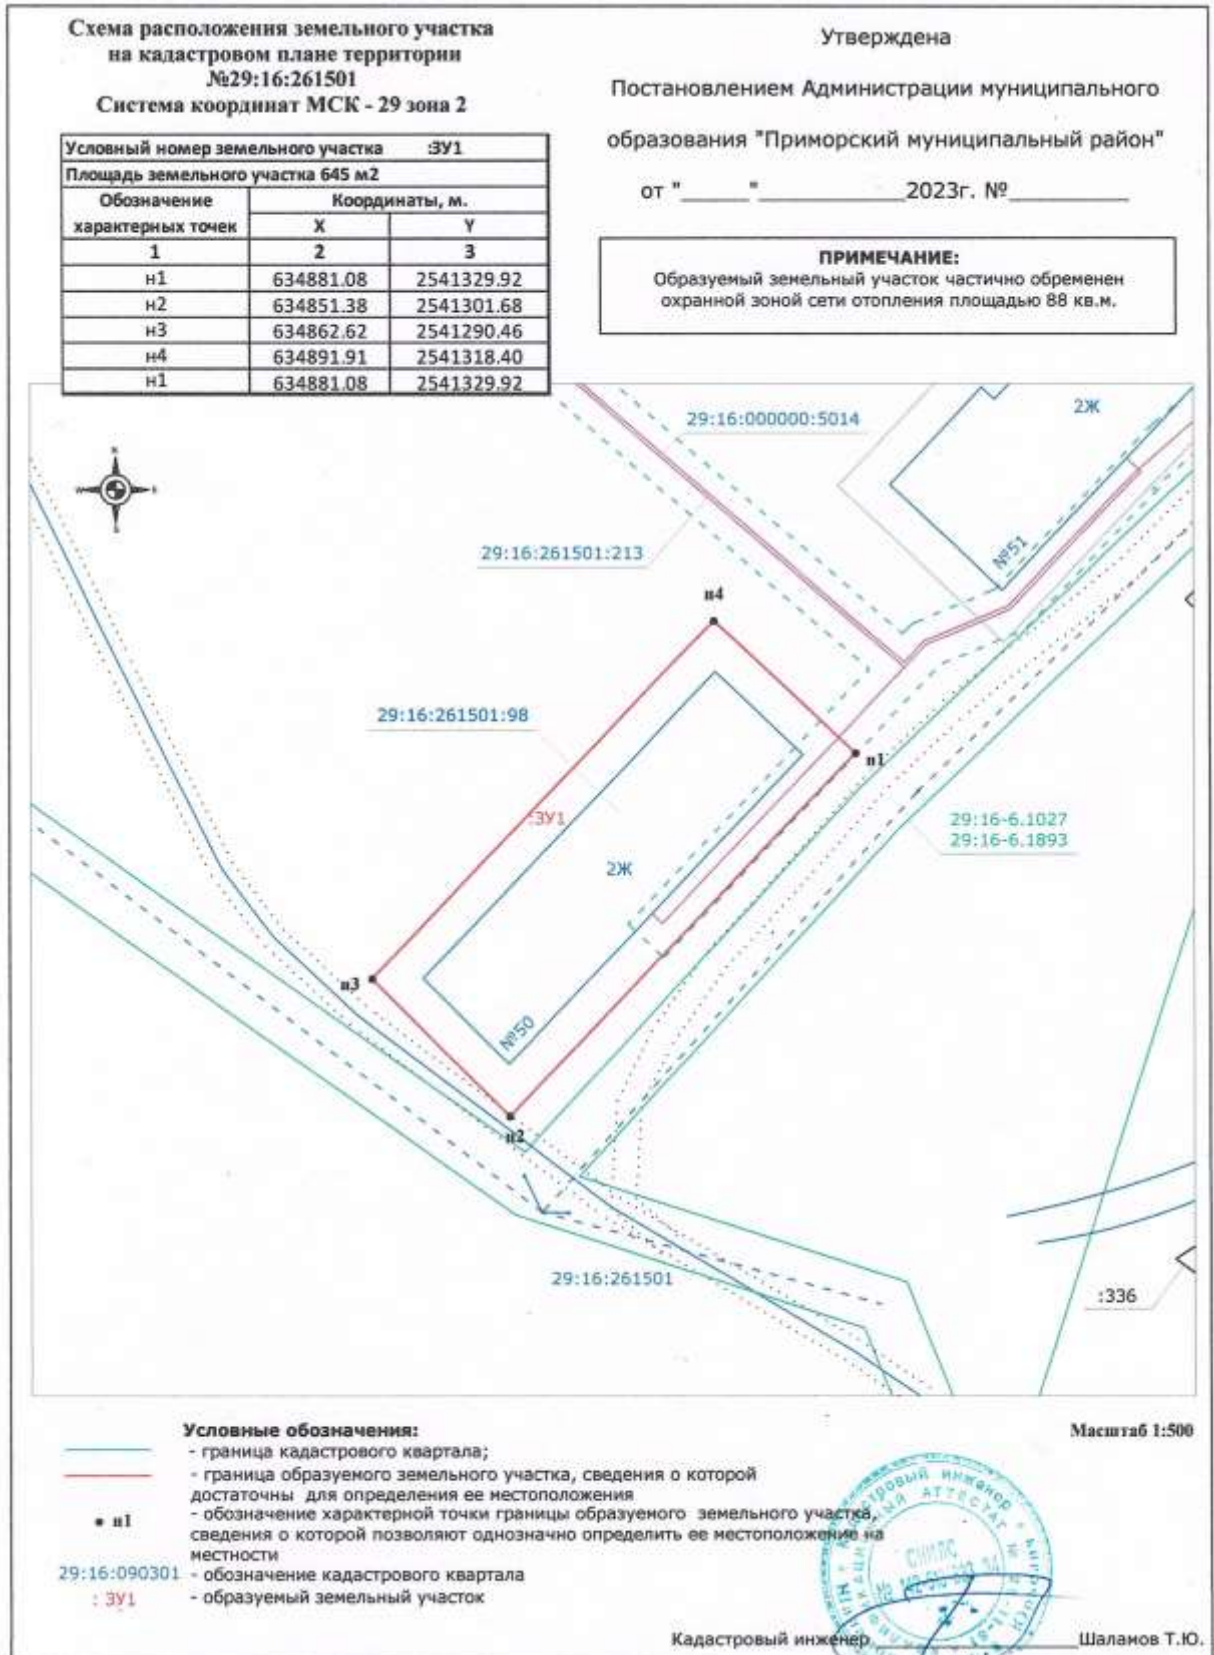 Схема расположения земельного участка
на кадастровом плане территории
№29:16:261501
Система координат МСК - 29 зона 2
Условный номер земельного участка :ЗУ1
Площадь земельного участка 645 м2
Обозначение характерных точек
Координаты, м.
X Y
1 2 3
н1 634881.08 2541329.92
н2 634851.38 2541301.68
н3 634862.62 2541290.46
н4 634891.91 2541318.40
н1 634881.08 2541329.92
Утверждена
Постановлением Администрации муниципального
образования "Приморский муниципальный район"
от "______"_____________2023г. №___________
ПРИМЕЧАНИЕ:
Образуемый земельный участок частично обременен
охранной зоной сети отопления площадью 88 кв.м.
29:16:000000:5014
2Ж
29:16:261501:213
№51
н4
29:16:261501:98
н1
:ЗУ1
29:16-6.1027
29:16-6.1893
2Ж
н3
№50
н2
29:16:261501
:336
Условные обозначения:
Масштаб 1:500
- граница кадастрового квартала;
- граница образуемого земельного участка, сведения о которой
достаточны для определения ее местоположения
н1 - обозначение характерной точки границы образуемого земельного участка,
сведения о которой позволяют однозначно определить ее местоположение на
местности
29:16:090301 - обозначение кадастрового квартала
: ЗУ1 - образуемый земельный участок
Кадастровый инженер____________________Шаламов Т.Ю.
кадастровый инженер
АТТЕСТАТ
СНИЛС